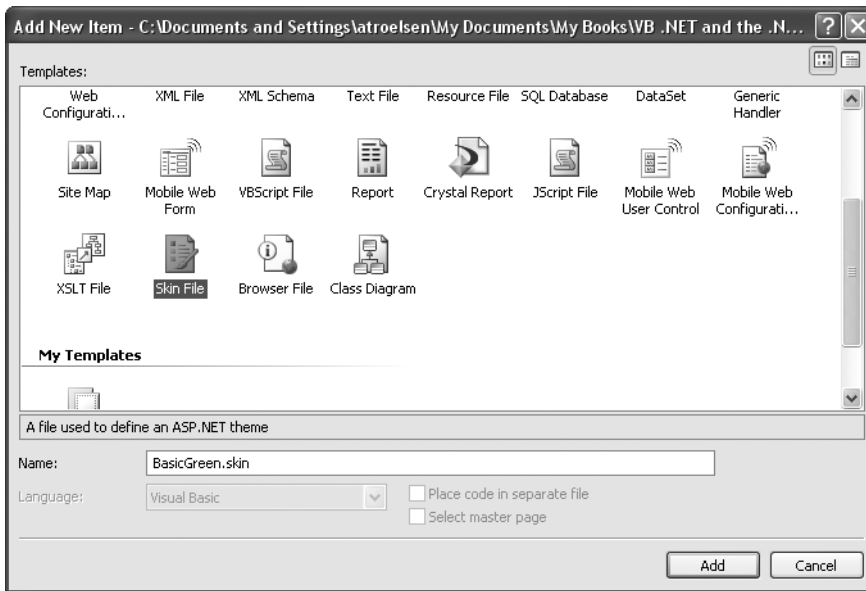 Add New Item - C:\Documents and Settings\atroelsen\My Documents\My Books\VB .NET and the .N...
Templates:
Web Configurati...
XML File
XML Schema
Text File
Resource File
SQL Database
DataSet
Generic Handler
Site Map
Mobile Web Form
VBScript File
Report
Crystal Report
JScript File
Mobile Web User Control
Mobile Web Configurati...
XSLT File
Skin File
Browser File
Class Diagram
My Templates
A file used to define an ASP.NET theme
Name:
BasicGreen.skin
Language:
Visual Basic
Place code in separate file
Select master page
Add
Cancel